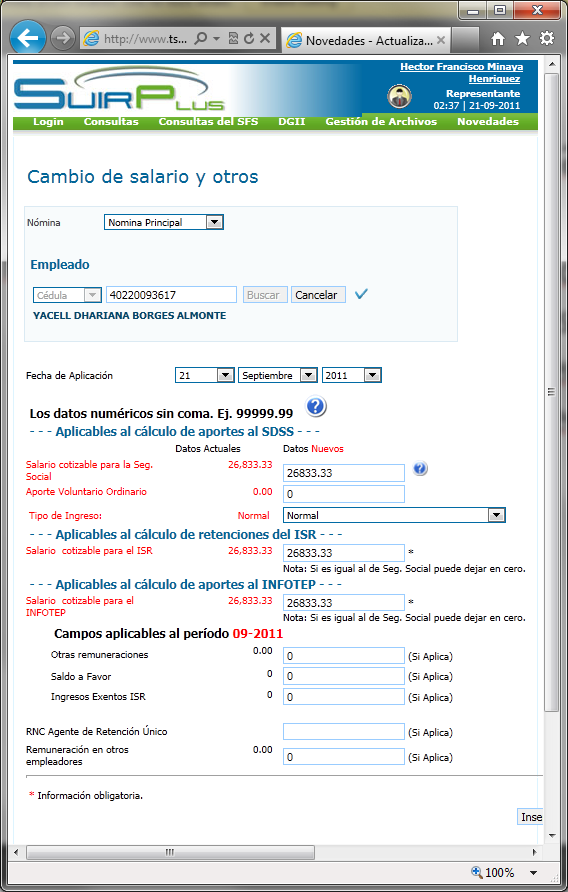 http://www.ts...
Novedades - Actualiza...
SuirPlus
Hector Francisco Minaya
Henriquez
Representante
02:37 | 21-09-2011
Login Consultas Consultas del SFS DGII Gestión de Archivos Novedades
Cambio de salario y otros
Nómina Nomina Principal
Empleado
Cédula 40220093617 Buscar Cancelar
YACELL DHARIANA BORGES ALMONTE
Fecha de Aplicación 21 Septiembre 2011
Los datos numéricos sin coma. Ej. 99999.99 ?
- - - Aplicables al cálculo de aportes al SDSS - - -
Datos Actuales Datos Nuevos
Salario cotizable para la Seg.
Social 26,833.33 26833.33 ?
Aporte Voluntario Ordinario 0.00 0
Tipo de Ingreso: Normal Normal
- - - Aplicables al cálculo de retenciones del ISR - - -
Salario cotizable para el ISR 26,833.33 26833.33 *
Nota: Si es igual al de Seg. Social puede dejar en cero.
- - - Aplicables al cálculo de aportes al INFOTEP - - -
Salario cotizable para el
INFOTEP 26,833.33 26833.33 *
Nota: Si es igual al de Seg. Social puede dejar en cero.
Campos aplicables al período 09-2011
Otras remuneraciones 0.00 0 (Si Aplica)
Saldo a Favor 0 0 (Si Aplica)
Ingresos Exentos ISR 0 0 (Si Aplica)
RNC Agente de Retención Único (Si Aplica)
Remuneración en otros
empleadores 0.00 0 (Si Aplica)
* Información obligatoria.
Inse
100%